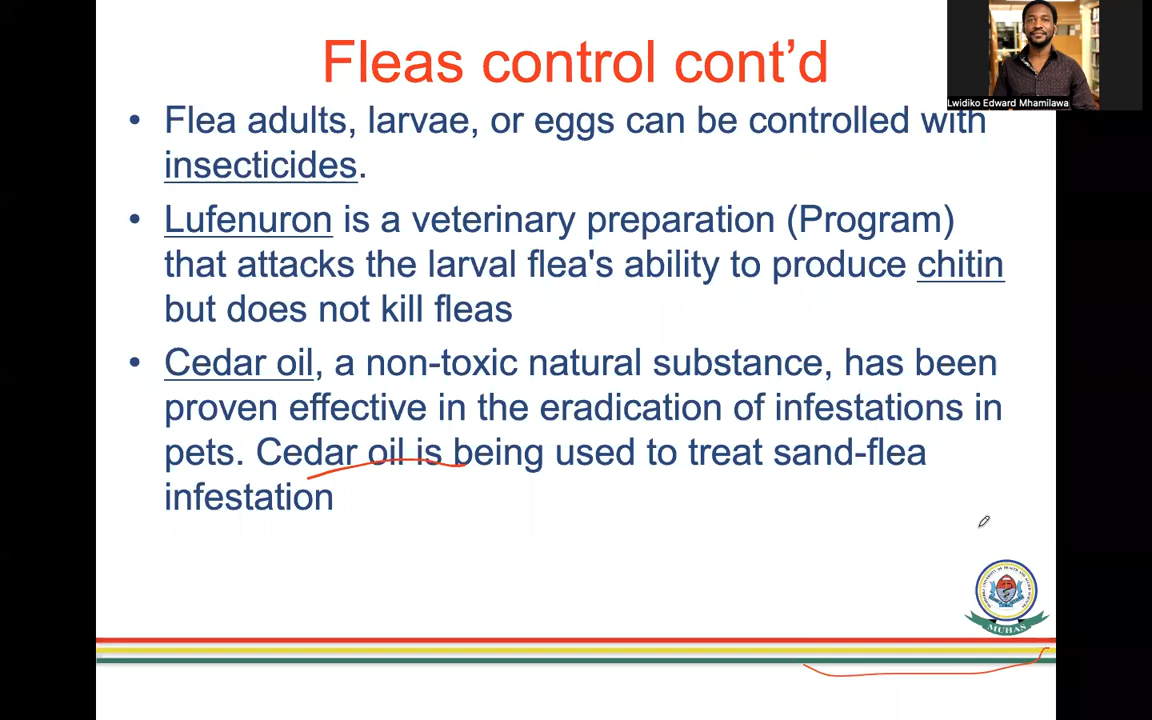 Fleas control cont’d
Lwidiko Edward Mhamilawa
• Flea adults, larvae, or eggs can be controlled with
insecticides.
• Lufenuron is a veterinary preparation (Program)
that attacks the larval flea's ability to produce chitin
but does not kill fleas
• Cedar oil, a non-toxic natural substance, has been
proven effective in the eradication of infestations in
pets. Cedar oil is being used to treat sand-flea
infestation
MUHAS